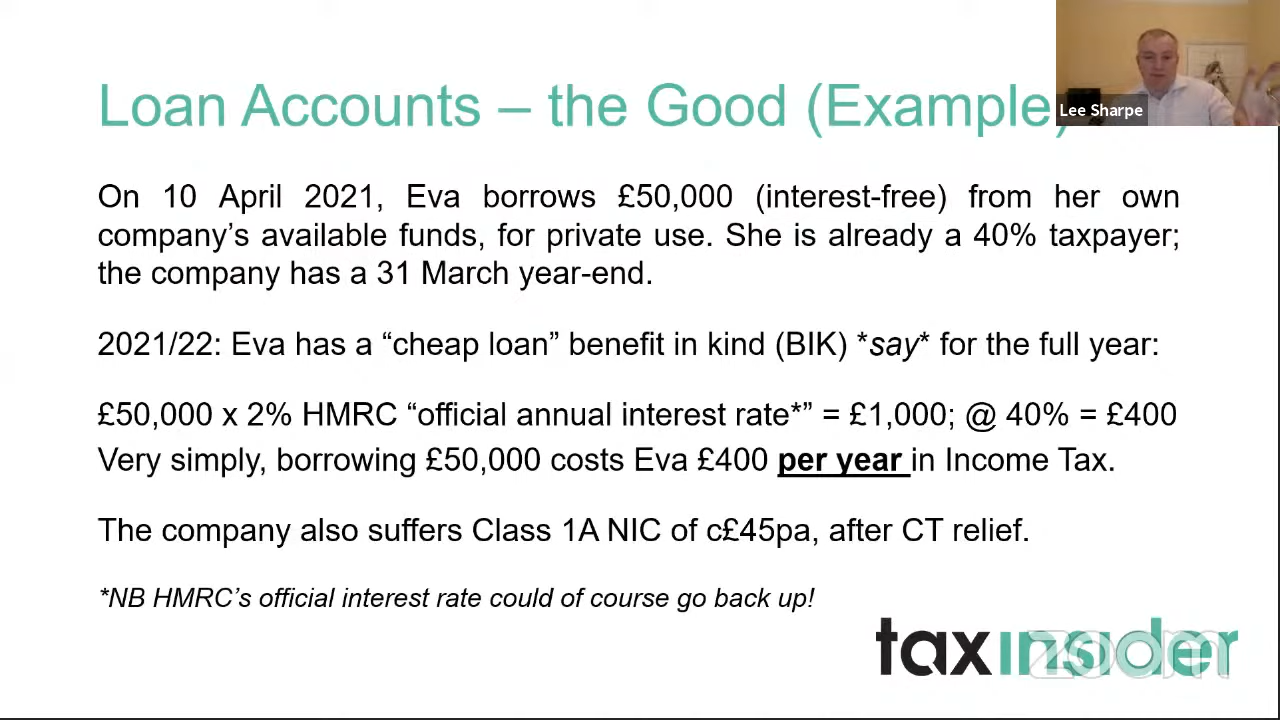 Loan Accounts – the Good (Example)
Lee Sharpe
On 10 April 2021, Eva borrows £50,000 (interest-free) from her own
company’s available funds, for private use. She is already a 40% taxpayer;
the company has a 31 March year-end.
2021/22: Eva has a “cheap loan” benefit in kind (BIK) *say* for the full year:
£50,000 x 2% HMRC “official annual interest rate*” = £1,000; @ 40% = £400
Very simply, borrowing £50,000 costs Eva £400 per year in Income Tax.
The company also suffers Class 1A NIC of c£45pa, after CT relief.
*NB HMRC’s official interest rate could of course go back up!
taxinsider
zoom